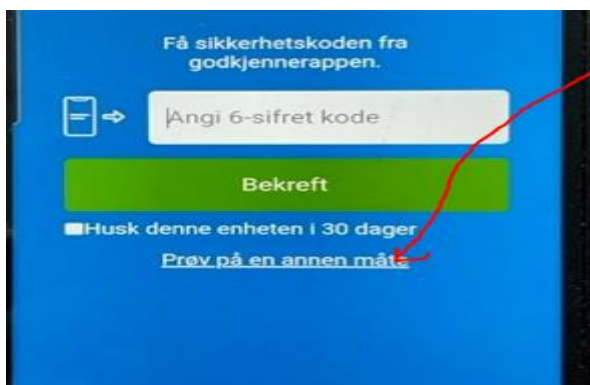 Få sikkerhetskoden fra
godkjennerappen.
Angi 6-sifret kode
Bekreft
Husk denne enheten i 30 dager
Prøv på en annen måte